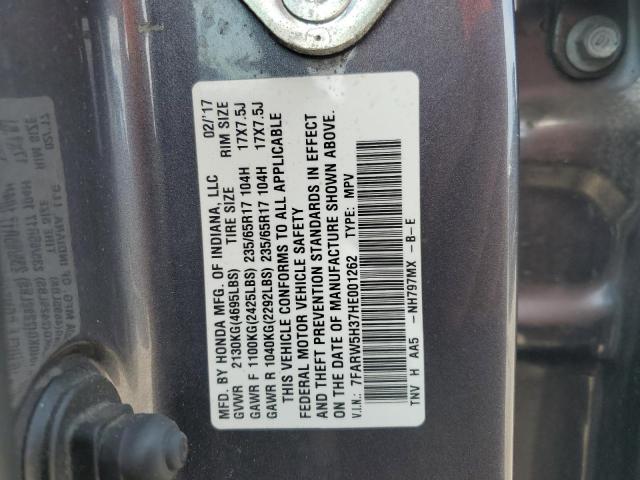 MFD. BY HONDA MFG. OF INDIANA, LLC 02/'17
GVWR 2130KG(4695LBS) TIRE SIZE RIM SIZE
GAWR F 1100KG(2425LBS) 235/65R17 104H 17X7.5J
GAWR R 1040KG(2292LBS) 235/65R17 104H 17X7.5J
THIS VEHICLE CONFORMS TO ALL APPLICABLE
FEDERAL MOTOR VEHICLE SAFETY
AND THEFT PREVENTION STANDARDS IN EFFECT
ON THE DATE OF MANUFACTURE SHOWN ABOVE.
V.I.N.: 7FARW5H37HE001262 TYPE: MPV
TNV H AA5 -NH797MX -B-E